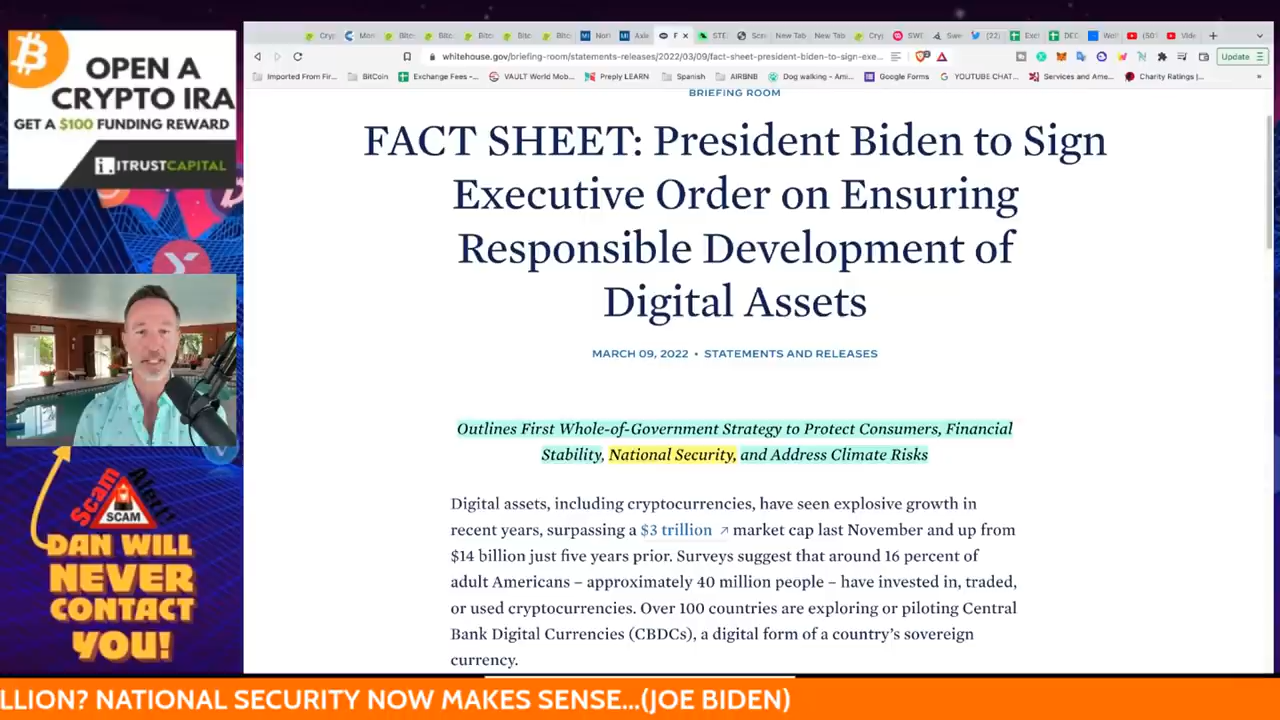 OPEN A
CRYPTO IRA
GET A $100 FUNDING REWARD
ITRUSTCAPITAL
Scam Alert!
SCAM
DAN WILL
NEVER
CONTACT
YOU!
whitehouse.gov/briefing-room/statements-releases/2022/03/09/fact-sheet-president-biden-to-sign-exe...
Update
Imported From Fir...
BitCoin
Exchange Fees -...
VAULT World Mob...
Preply LEARN
Spanish
AIRBNB
Dog walking - Ami...
Google Forms
YOUTUBE CHAT...
Services and Ame...
Charity Ratings |...
BRIEFING ROOM
FACT SHEET: President Biden to Sign
Executive Order on Ensuring
Responsible Development of
Digital Assets
MARCH 09, 2022 • STATEMENTS AND RELEASES
Outlines First Whole-of-Government Strategy to Protect Consumers, Financial
Stability, National Security, and Address Climate Risks
Digital assets, including cryptocurrencies, have seen explosive growth in
recent years, surpassing a $3 trillion market cap last November and up from
$14 billion just five years prior. Surveys suggest that around 16 percent of
adult Americans – approximately 40 million people – have invested in, traded,
or used cryptocurrencies. Over 100 countries are exploring or piloting Central
Bank Digital Currencies (CBDCs), a digital form of a country's sovereign
currency.
LLION? NATIONAL SECURITY NOW MAKES SENSE...(JOE BIDEN)